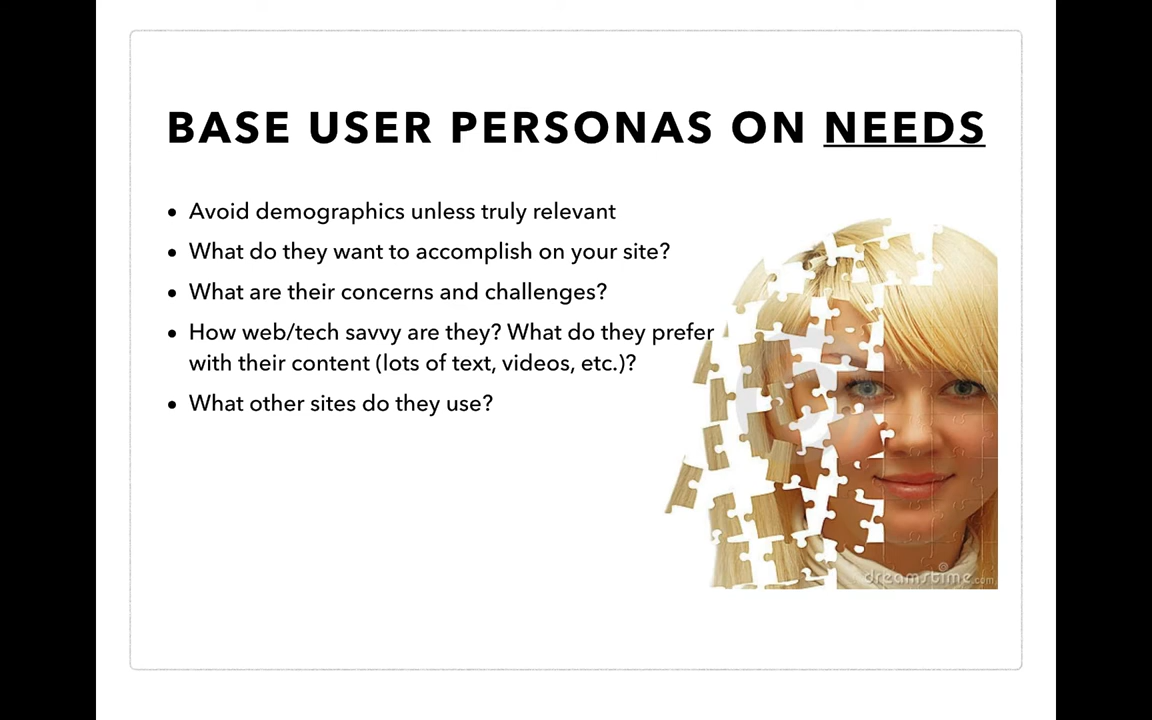 BASE USER PERSONAS ON NEEDS
• Avoid demographics unless truly relevant
• What do they want to accomplish on your site?
• What are their concerns and challenges?
• How web/tech savvy are they? What do they prefer
with their content (lots of text, videos, etc.)?
• What other sites do they use?
dreamstime.com